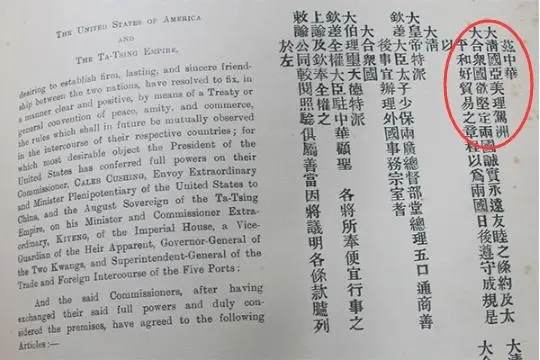 THE UNITED STATES OF AMERICA
AND
THE TA-TSING EMPIRE,
desiring to establish firm, lasting, and sincere friend-
ship between the two nations, have resolved to fix, in
a manner clear and positive, by means of a Treaty or
general convention of peace, amity, and commerce,
the rules which shall in future be mutually observed
in the intercourse of their respective countries; for
which most desirable object the President of the
United States has conferred full powers on their
Commissioner, CALEB CUSHING, Envoy Extraordinary
and Minister Plenipotentiary of the United States to
China, and the August Sovereign of the Ta-Tsing
Empire, on his Minister and Commissioner Extra-
ordinary, KIYENG, of the Imperial House, a Vice-
Guardian of the Heir Apparent, Governor-General of
the Two Kwangs, and Superintendent-General of the
Trade and Foreign Intercourse of the Five Ports;
And the said Commissioners, after having
exchanged their said full powers and duly con-
sidered the premises, have agreed to the following
Articles:—
茲中華
大清國亞美理駕洲
大合衆國欲堅定兩國誠實永遠友睦之條約及太
平和好貿易之章程以爲兩國日後遵守成規是
以
大清
大皇帝特派
欽差大臣太子少保兩廣總督部堂總理五口通商善
後事宜辦理外國事務宗室耆
大合衆國
大伯理璽天德特派
欽差全權大臣駐中華顧聖 各將所奉便宜行事之
上諭及欽奉全權之
敕諭公同較閱照驗俱屬善當因將議明各條款臚列
於左